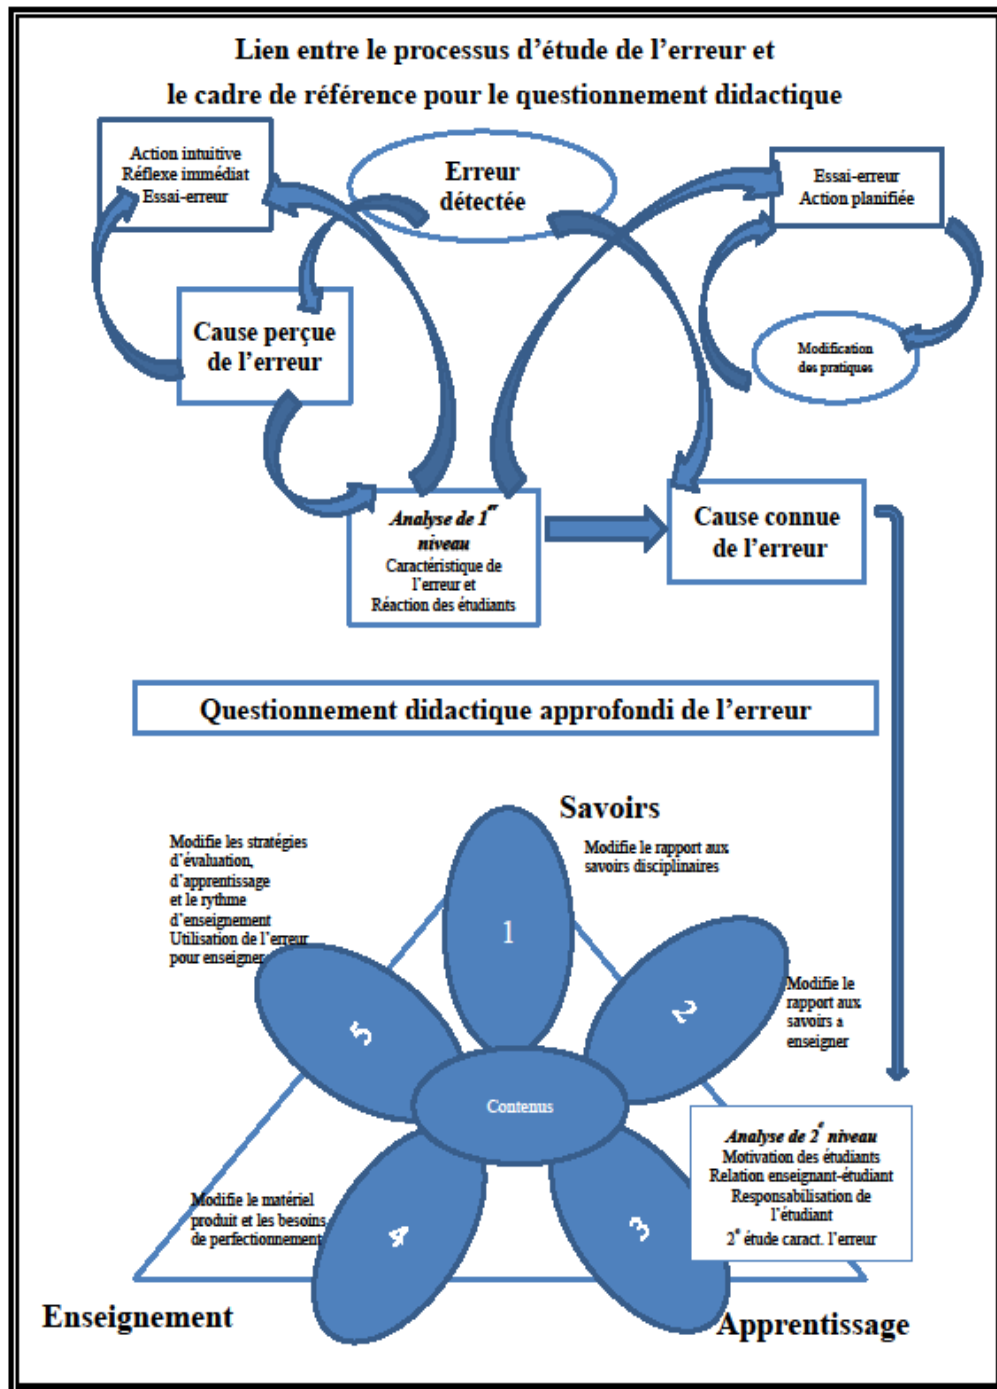 Lien entre le processus d'étude de l'erreur et
le cadre de référence pour le questionnement didactique
Action intuitive
Réflexe immédiat
Essai-erreur
Erreur
détectée
Essai-erreur
Action planifiée
Cause perçue
de l'erreur
Modification
des pratiques
Analyse de 1er
niveau
Caractéristique de
l'erreur et
Réaction des étudiants
Cause connue
de l'erreur
Questionnement didactique approfondi de l'erreur
Savoirs
Modifie le rapport aux
savoirs disciplinaires
Modifie les stratégies
d'évaluation,
d'apprentissage
et le rythme
d'enseignement
Utilisation de l'erreur
pour enseigner
1
2
Modifie le
rapport aux
savoirs a
enseigner
5
Contenus
Analyse de 2e niveau
Motivation des étudiants
Relation enseignant-étudiant
Responsabilisation de
l'étudiant
2e étude caract. l'erreur
Modifie le matériel
produit et les besoins
de perfectionnement
4
3
Enseignement
Apprentissage